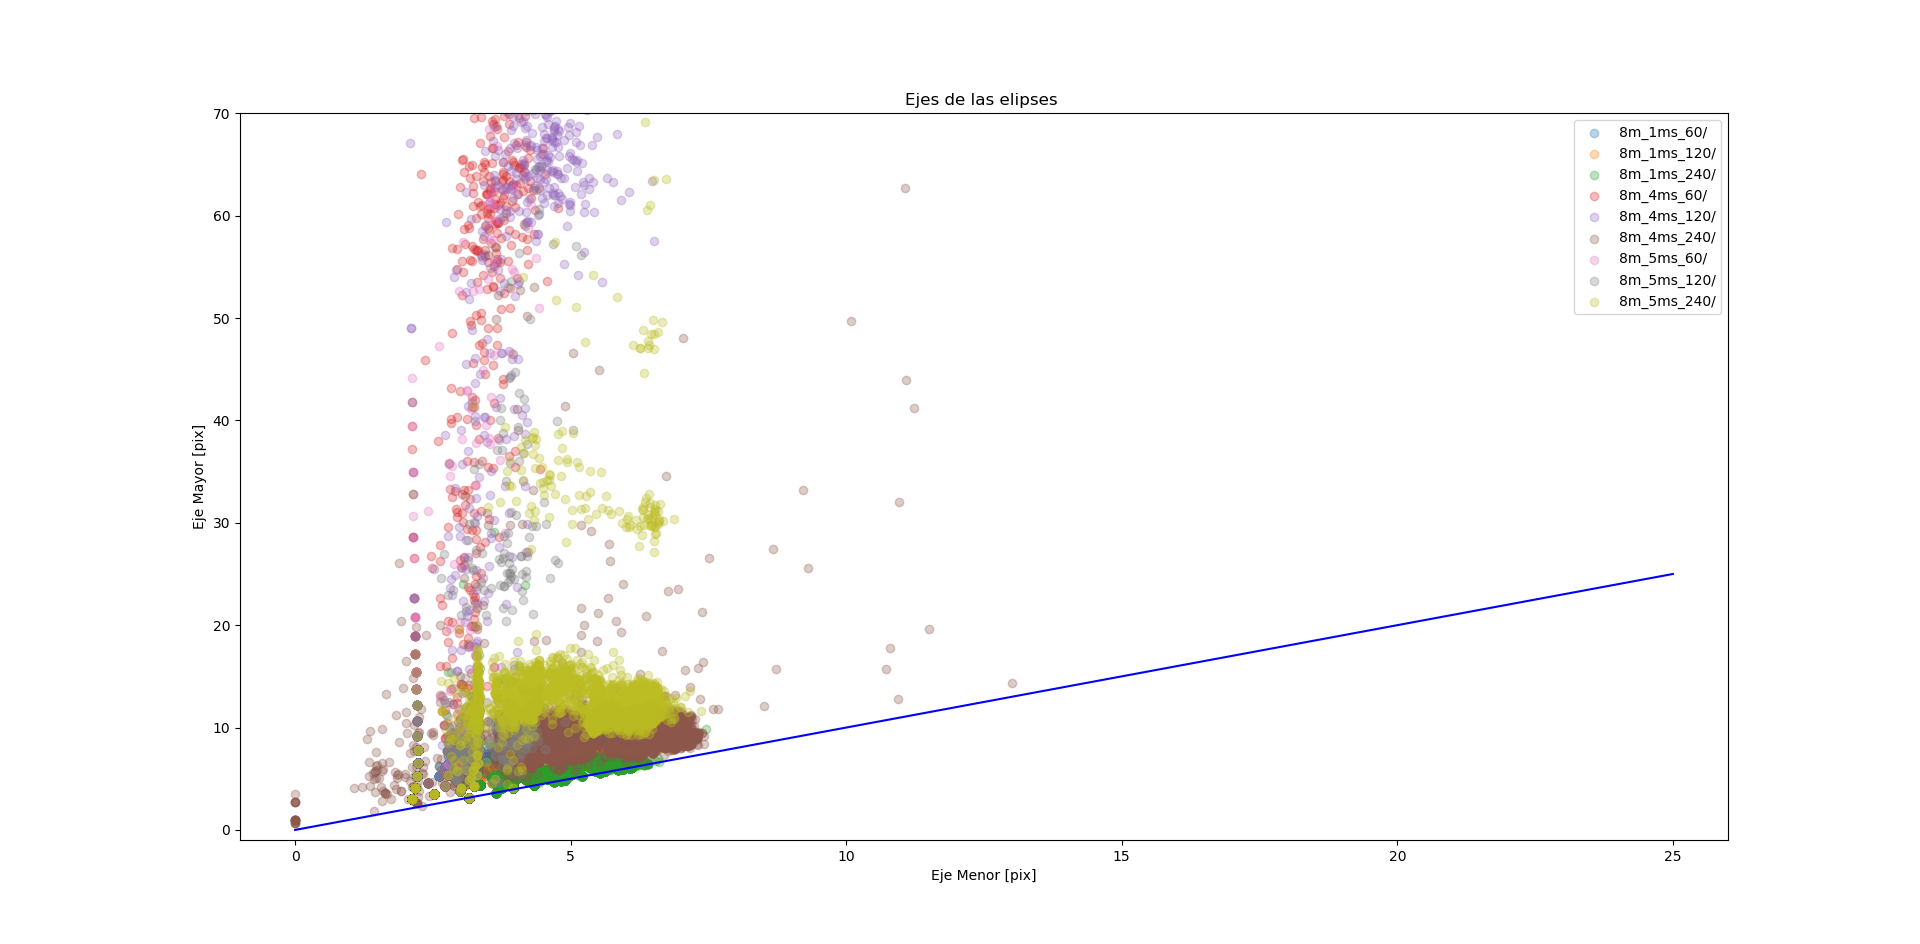 Ejes de las elipses
70
60
50
40
30
20
10
0
Eje Mayor [pix]
8m_1ms_60/
8m_1ms_120/
8m_1ms_240/
8m_4ms_60/
8m_4ms_120/
8m_4ms_240/
8m_5ms_60/
8m_5ms_120/
8m_5ms_240/
0 5 10 15 20 25
Eje Menor [pix]